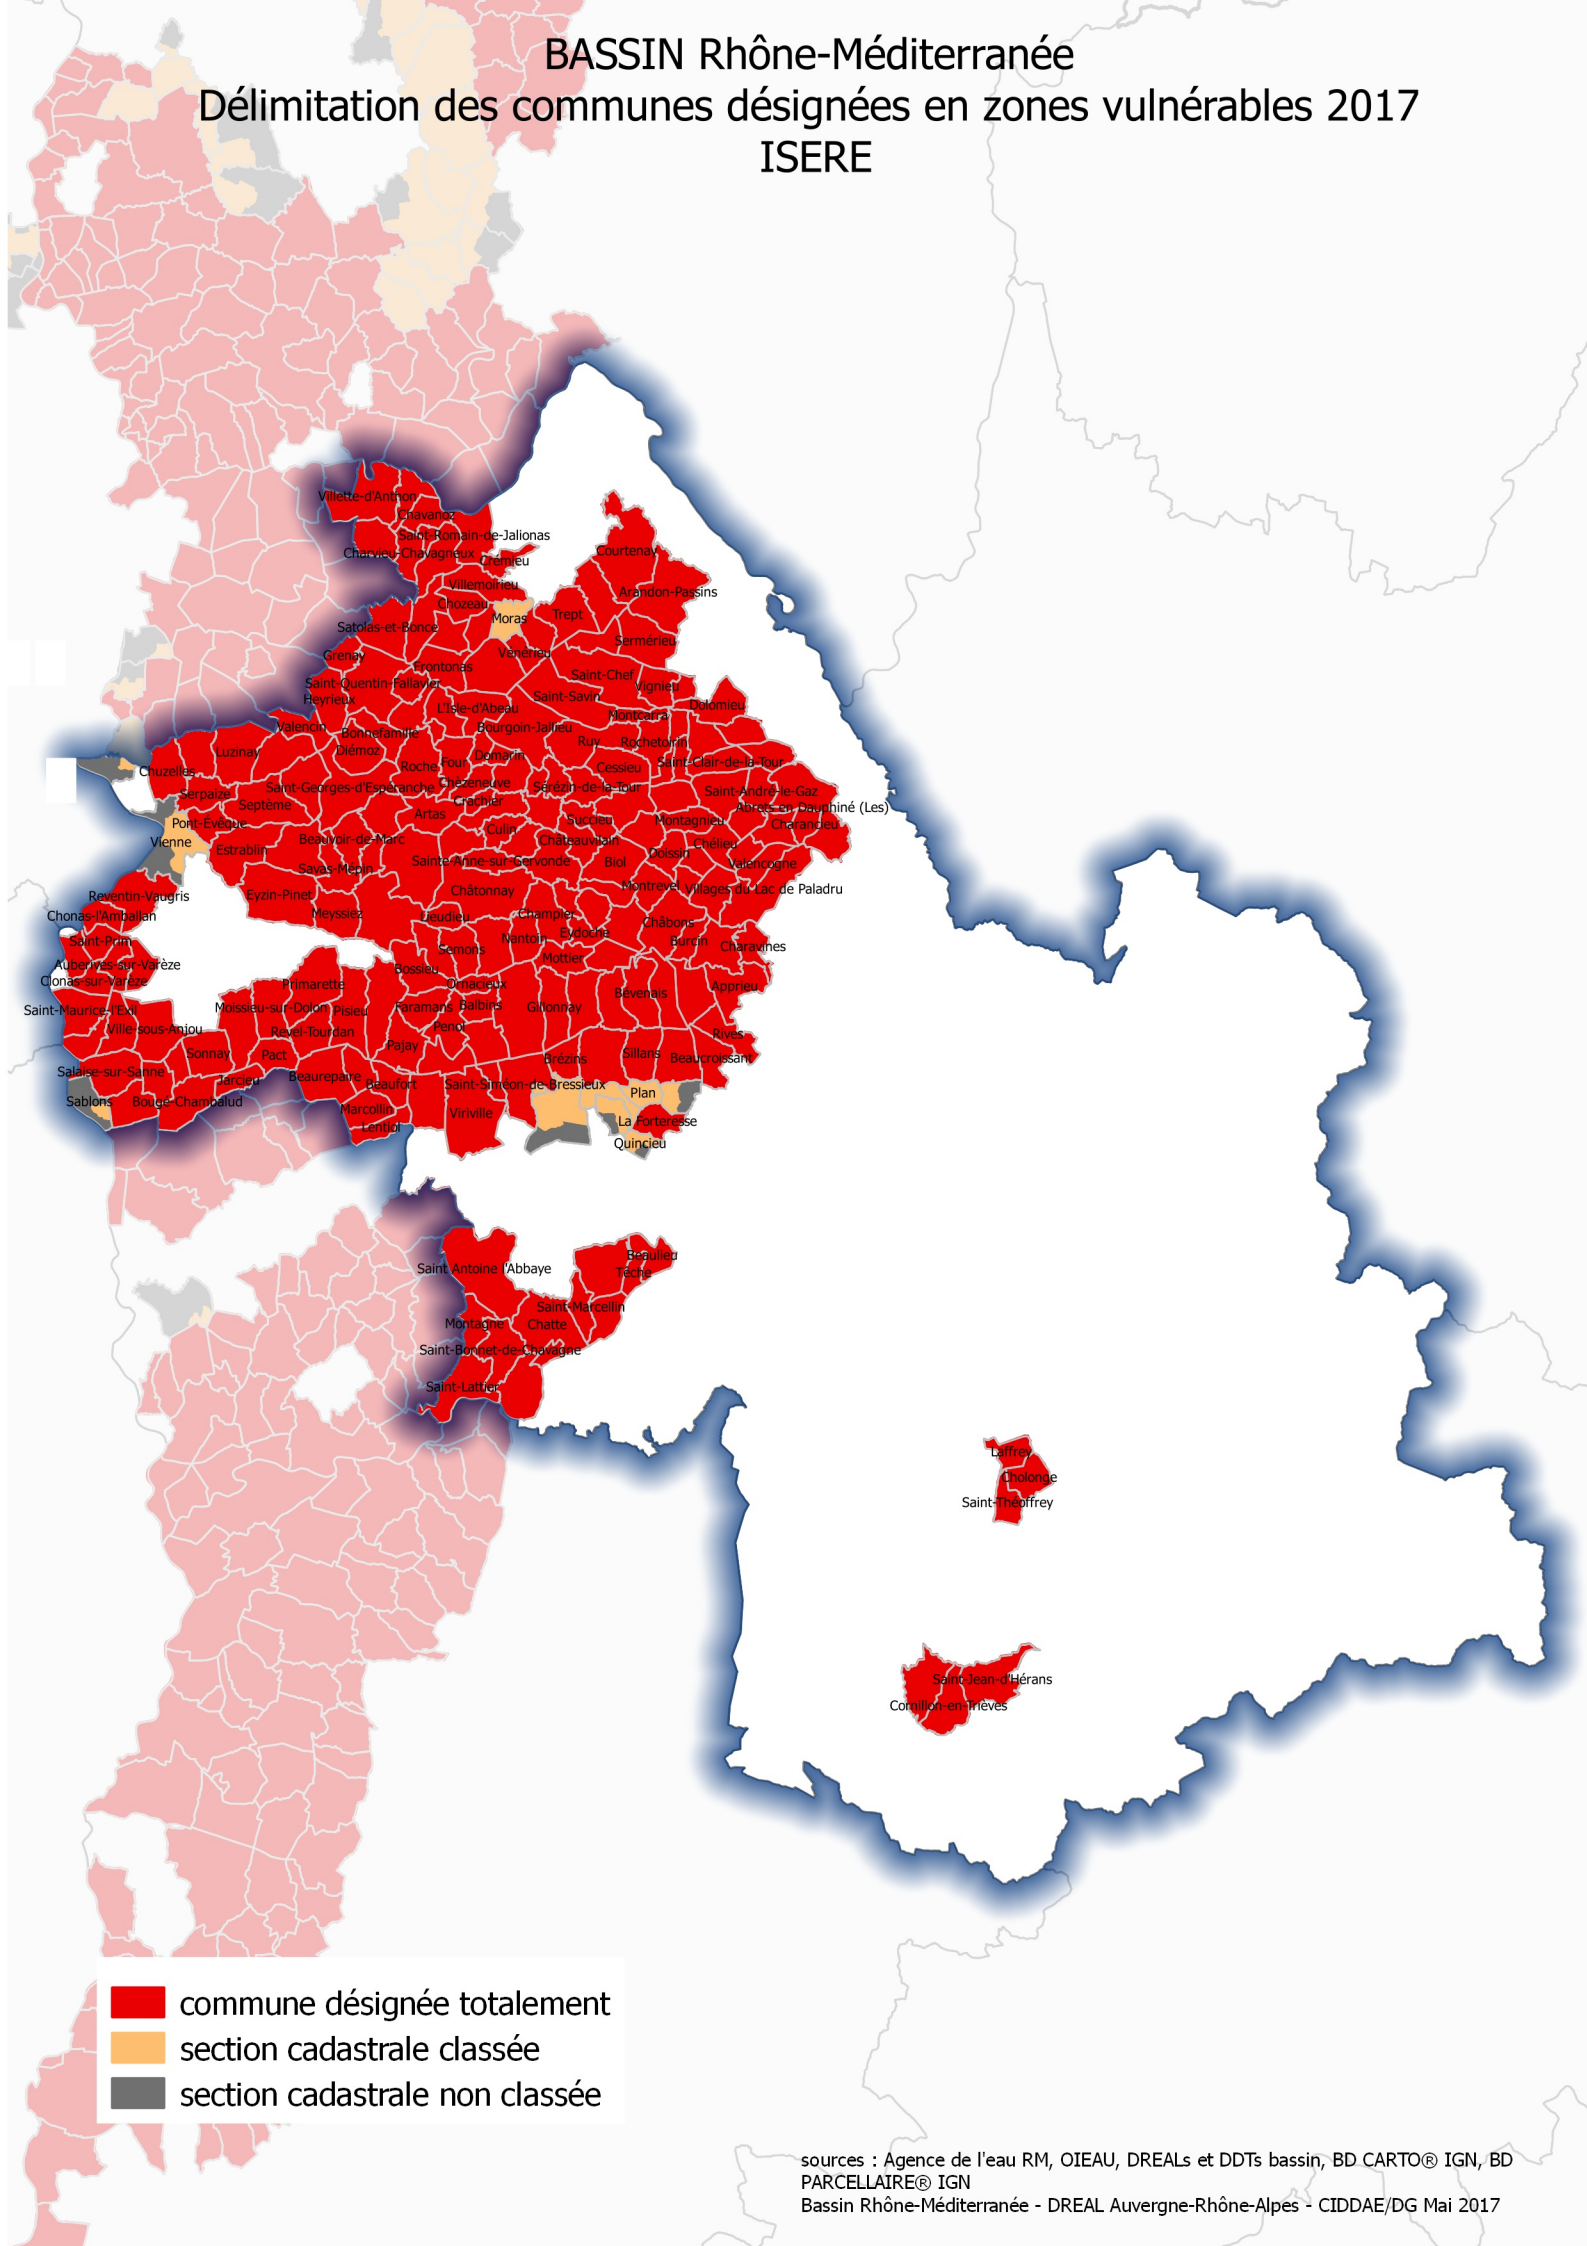 BASSIN Rhône-Méditerranée
Délimitation des communes désignées en zones vulnérables 2017
ISERE
Villette-d'Anthon
Chavanoz
Saint-Romain-de-Jalionas
Charvieu-Chavagneux
Crémieu
Courtenay
Villemoirieu
Arandon-Passins
Chozeau
Moras
Trept
Satolas-et-Bonce
Sermérieu
Grenay
Vénérieu
Frontonas
Saint-Chef
Saint-Quentin-Fallavier
Vignieu
Heyrieux
Saint-Savin
L'Isle-d'Abeau
Dolomieu
Montcarra
Valencin
Bonnefamille
Bourgoin-Jallieu
Ruy
Rochetoirin
Luzinay
Diémoz
Domarin
Roche
Four
Cessieu
Saint-Clair-de-la-Tour
Chuzelles
Saint-Georges-d'Espéranche
Chèzeneuve
Sérézin-de-la-Tour
Saint-André-le-Gaz
Serpaize
Septème
Crachier
Abrets en Dauphiné (Les)
Artas
Pont-Évêque
Succieu
Montagnieu
Charancieu
Culin
Vienne
Beauvoir-de-Marc
Châteauvilain
Chélieu
Estrablin
Doissin
Sainte-Anne-sur-Gervonde
Biol
Valencogne
Savas-Mépin
Montrevel
Villages du Lac de Paladru
Reventin-Vaugris
Eyzin-Pinet
Châtonnay
Chonas-l'Amballan
Meyssiez
Lieudieu
Champier
Châbons
Saint-Prim
Nantoin
Eydoche
Burcin
Charavines
Semons
Mottier
Auberives-sur-Varèze
Bossieu
Clonas-sur-Varèze
Primarette
Ornacieux
Apprieu
Bévenais
Saint-Maurice-l'Exil
Moissieu-sur-Dolon
Pisieu
Faramans
Balbins
Gillonnay
Ville-sous-Anjou
Revel-Tourdan
Penol
Rives
Sonnay
Pact
Pajay
Brézins
Sillans
Beaucroissant
Salaise-sur-Sanne
Jarcieu
Beaurepaire
Beaufort
Saint-Siméon-de-Bressieux
Plan
Sablons
Bougé-Chambalud
Marcollin
Viriville
La Forteresse
Lentiol
Quincieu
Saint Antoine l'Abbaye
Beaulieu
Têche
Saint-Marcellin
Montagne
Chatte
Saint-Bonnet-de-Chavagne
Saint-Lattier
Laffrey
Cholonge
Saint-Théoffrey
Saint-Jean-d'Hérans
Cornillon-en-Trièves
commune désignée totalement
section cadastrale classée
section cadastrale non classée
sources : Agence de l'eau RM, OIEAU, DREALs et DDTs bassin, BD CARTO® IGN, BD
PARCELLAIRE® IGN
Bassin Rhône-Méditerranée - DREAL Auvergne-Rhône-Alpes - CIDDAE/DG Mai 2017